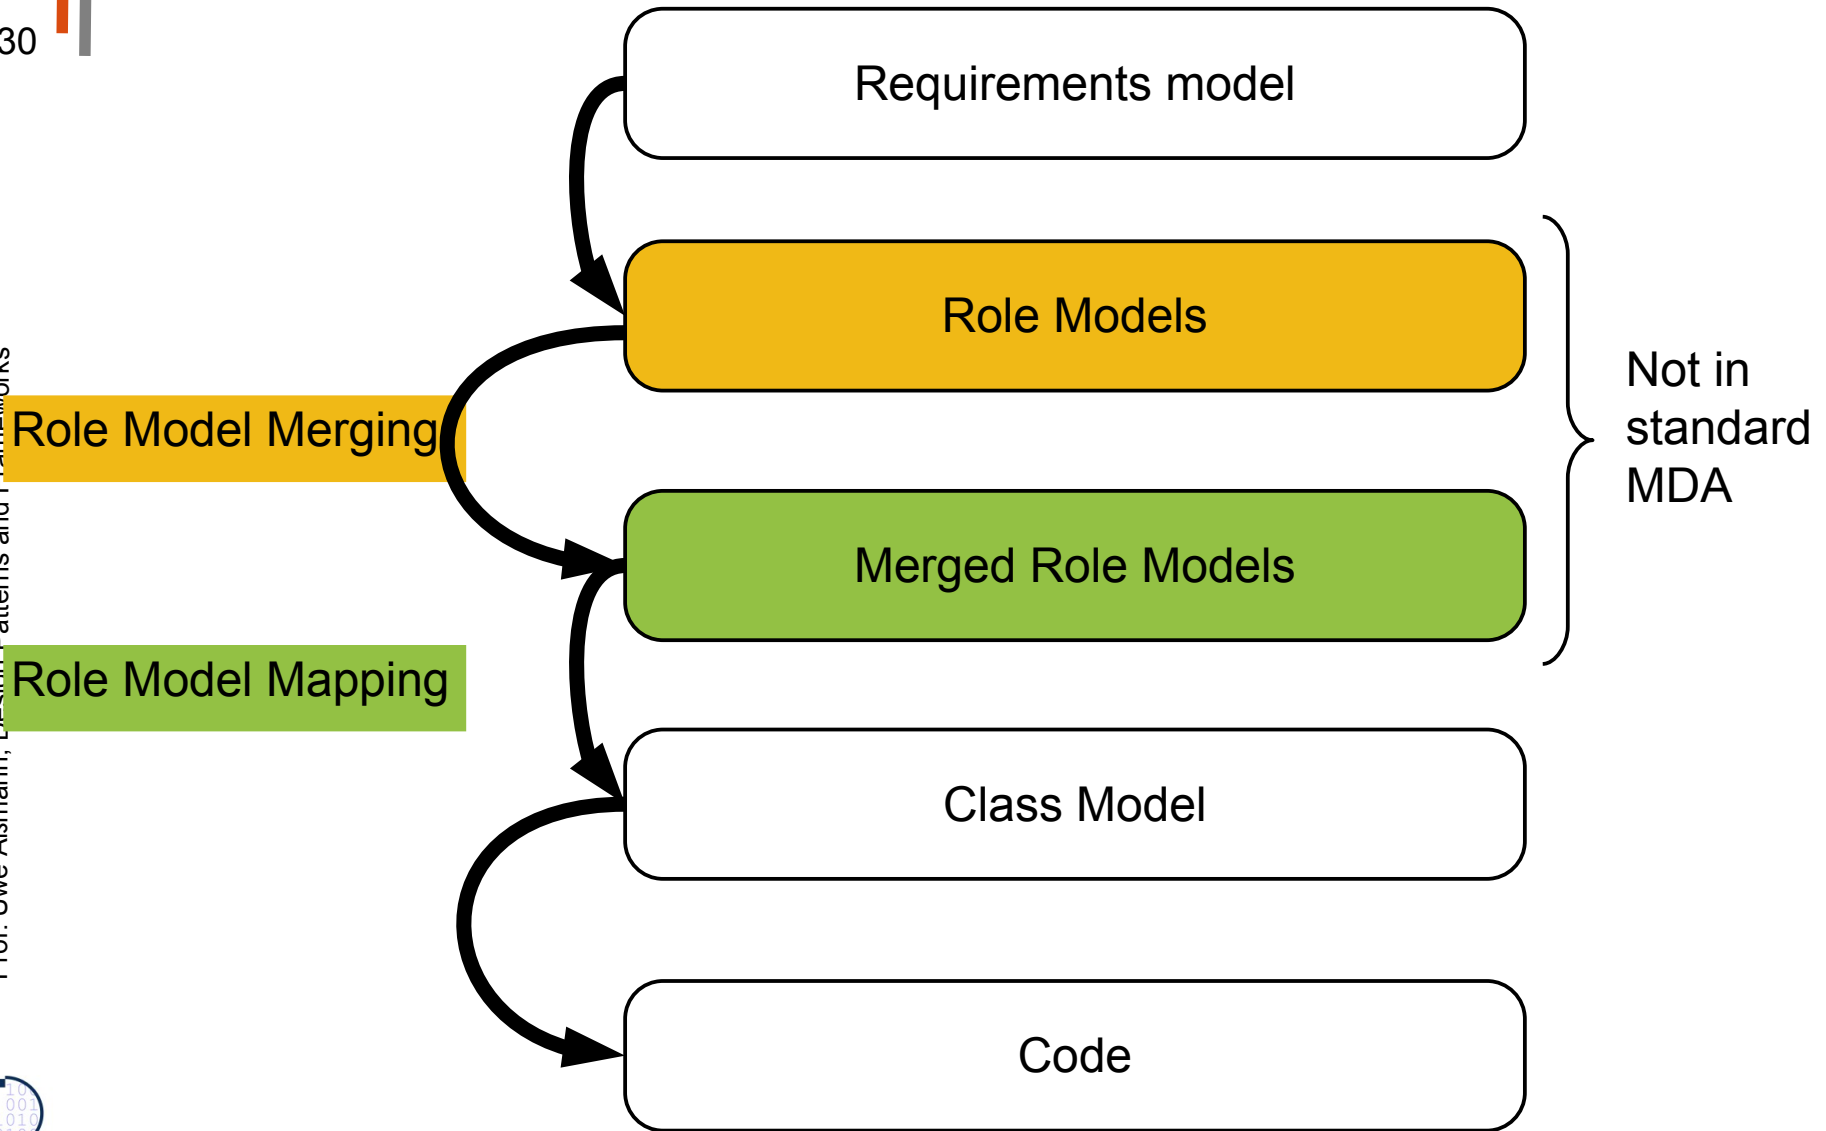 30
Requirements model
Role Models
Not in
standard
MDA
Role Model Merging
Merged Role Models
Role Model Mapping
Class Model
Code